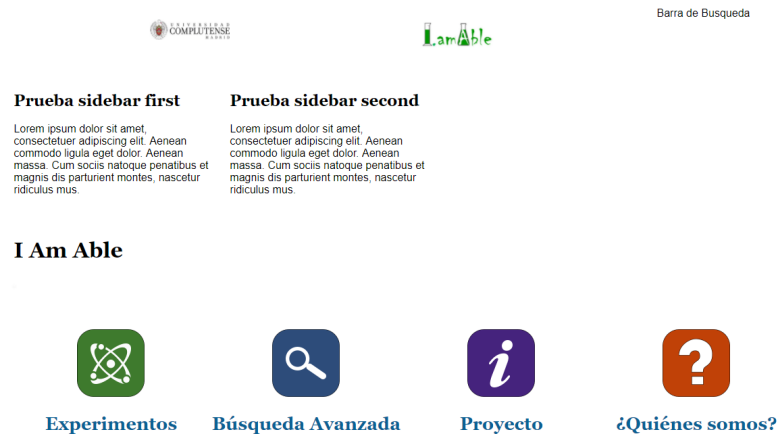 Barra de Busqueda
UNIVERSIDAD
COMPLUTENSE
MADRID
I amAble
Prueba sidebar first
Lorem ipsum dolor sit amet,
consectetuer adipiscing elit. Aenean
commodo ligula eget dolor. Aenean
massa. Cum sociis natoque penatibus et
magnis dis parturient montes, nascetur
ridiculus mus.
Prueba sidebar second
Lorem ipsum dolor sit amet,
consectetuer adipiscing elit. Aenean
commodo ligula eget dolor. Aenean
massa. Cum sociis natoque penatibus et
magnis dis parturient montes, nascetur
ridiculus mus.
I Am Able
Experimentos
Búsqueda Avanzada
Proyecto
¿Quiénes somos?